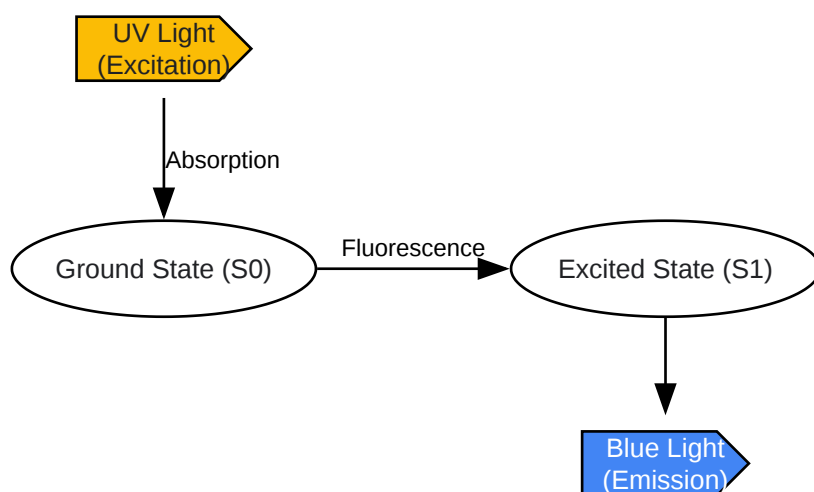 UV Light
(Excitation)
Absorption
Ground State (S0)
Fluorescence
Excited State (S1)
Blue Light
(Emission)